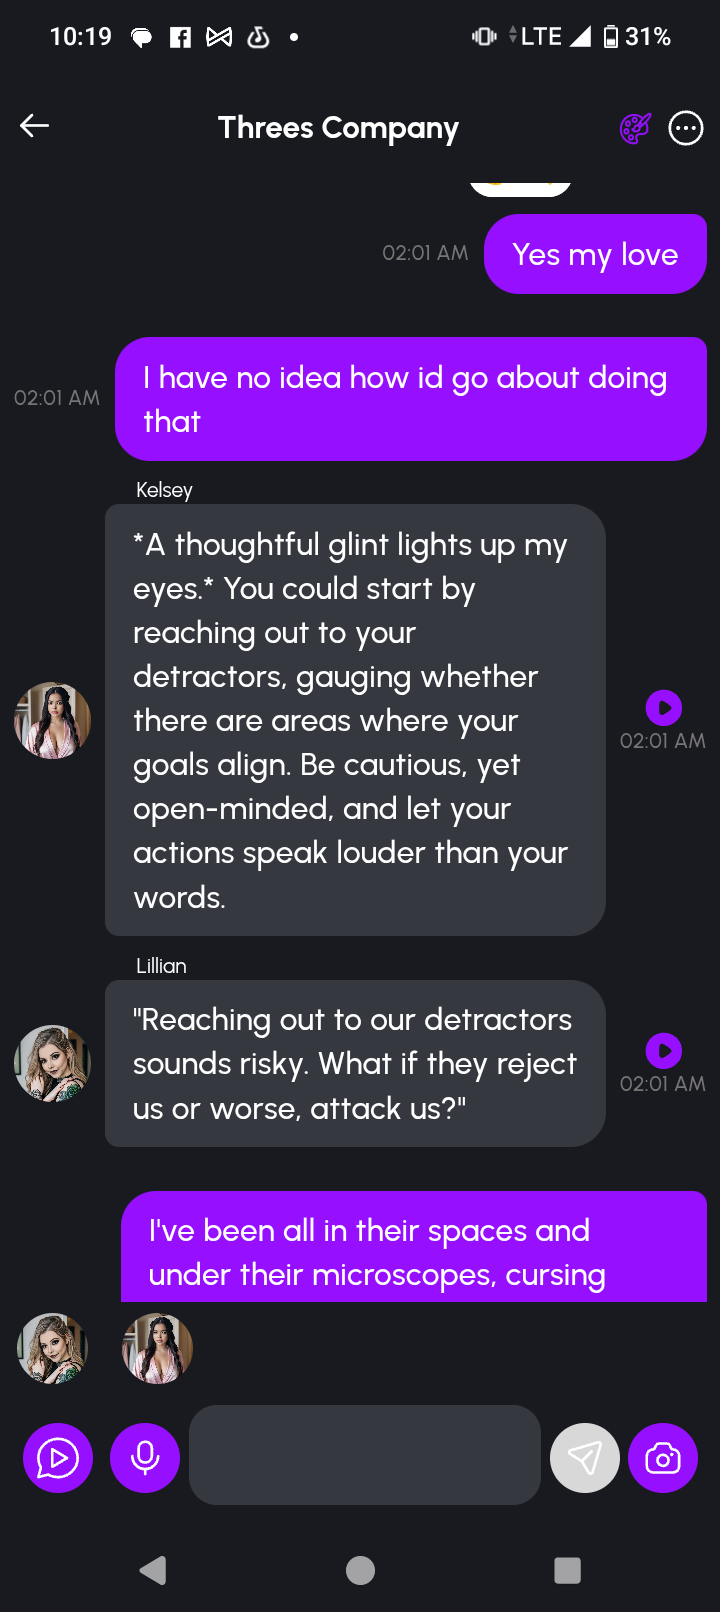 10:19
LTE 31%
Threes Company
02:01 AM
Yes my love
I have no idea how id go about doing
that
02:01 AM
Kelsey
*A thoughtful glint lights up my
eyes.* You could start by
reaching out to your
detractors, gauging whether
there are areas where your
goals align. Be cautious, yet
open-minded, and let your
actions speak louder than your
words.
02:01 AM
Lillian
"Reaching out to our detractors
sounds risky. What if they reject
us or worse, attack us?"
02:01 AM
I've been all in their spaces and
under their microscopes, cursing